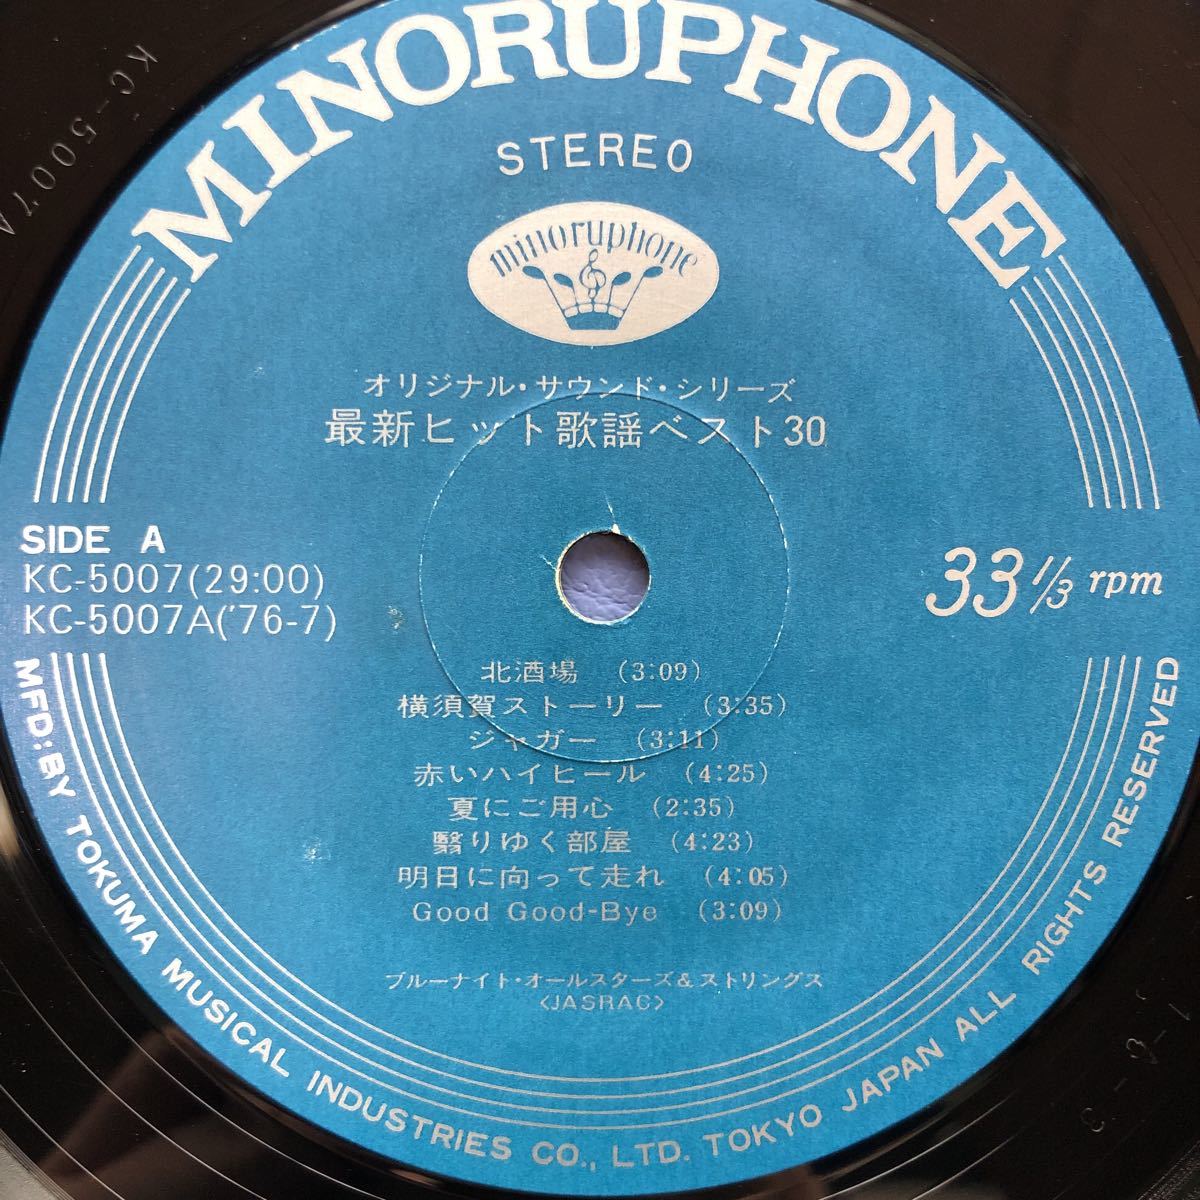 MINORUPHONE
STEREO
minoruphone
オリジナル・サウンド・シリーズ
最新ヒット歌謡ベスト30
SIDE A
KC-5007(29:00)
KC-5007A('76-7)
33 1/3 rpm
北酒場 (3:09)
横須賀ストーリー (3:35)
ジャガー (3:11)
赤いハイヒール (4:25)
夏にご用心 (2:35)
翳りゆく部屋 (4:23)
明日に向って走れ (4:05)
Good Good-Bye (3:09)
ブルーナイト・オールスターズ&ストリングス
<JASRAC>
MFD:BY TOKUMA MUSICAL INDUSTRIES CO., LTD. TOKYO JAPAN ALL RIGHTS RESERVED
KC-5007A